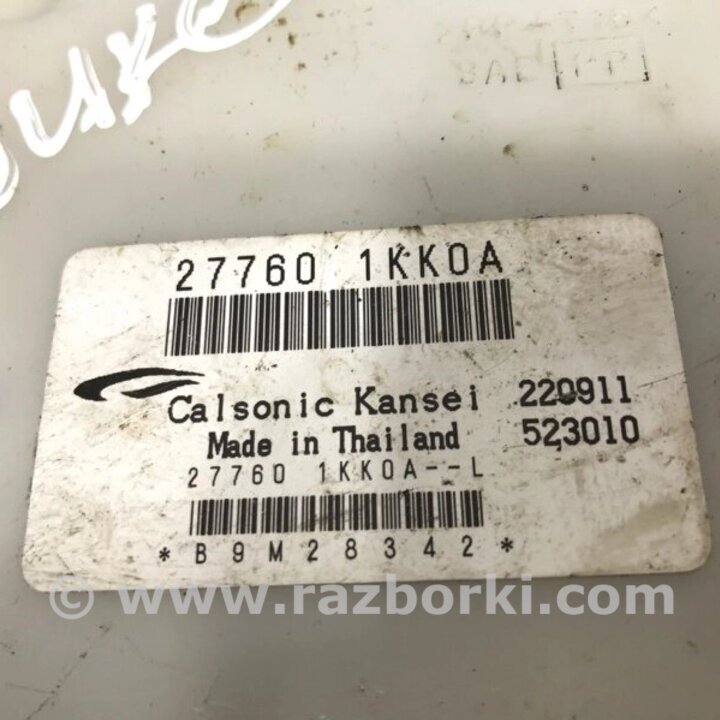 27760 1KK0A
Calsonic Kansei 220911
Made in Thailand 523010
27760 1KK0A--L
*B9M28342*
© www.razborki.com